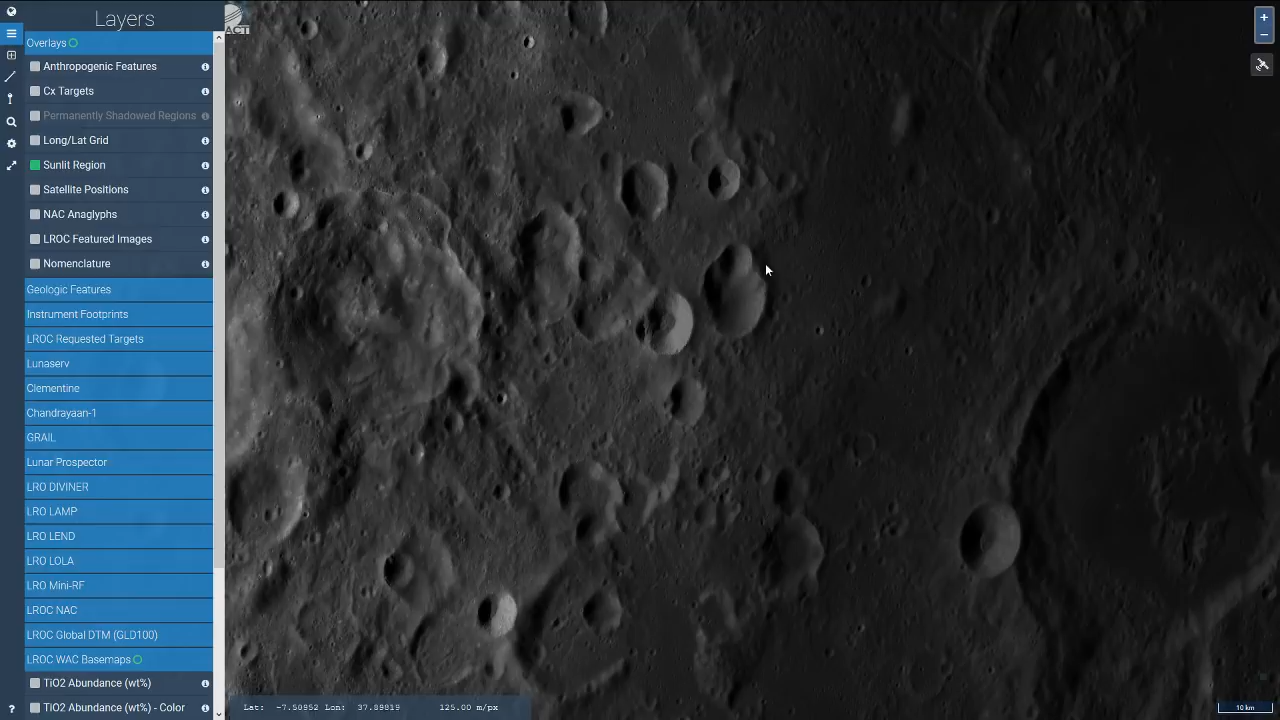 Layers
ACT
Overlays
Anthropogenic Features
Cx Targets
Permanently Shadowed Regions
Long/Lat Grid
Sunlit Region
Satellite Positions
NAC Anaglyphs
LROC Featured Images
Nomenclature
Geologic Features
Instrument Footprints
LROC Requested Targets
Lunaserv
Clementine
Chandrayaan-1
GRAIL
Lunar Prospector
LRO DIVINER
LRO LAMP
LRO LEND
LRO LOLA
LRO Mini-RF
LROC NAC
LROC Global DTM (GLD100)
LROC WAC Basemaps
TiO2 Abundance (wt%)
TiO2 Abundance (wt%) - Color
Lat: -7.50952 Lon: 37.89819 125.00 m/px
10 km